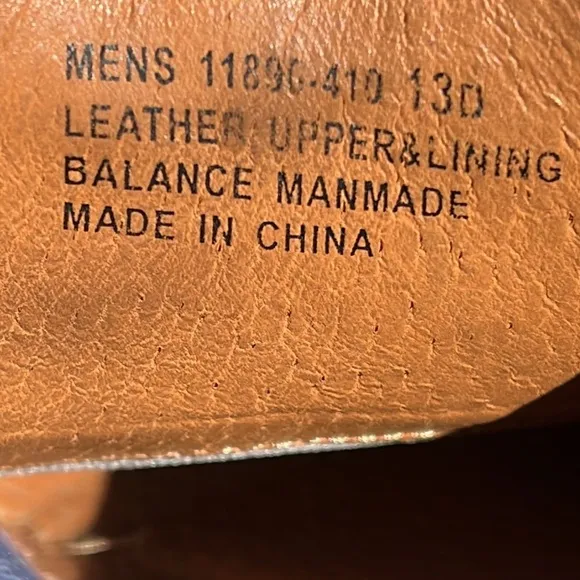 MENS 11890-410 13D
LEATHER UPPER&LINING
BALANCE MANMADE
MADE IN CHINA